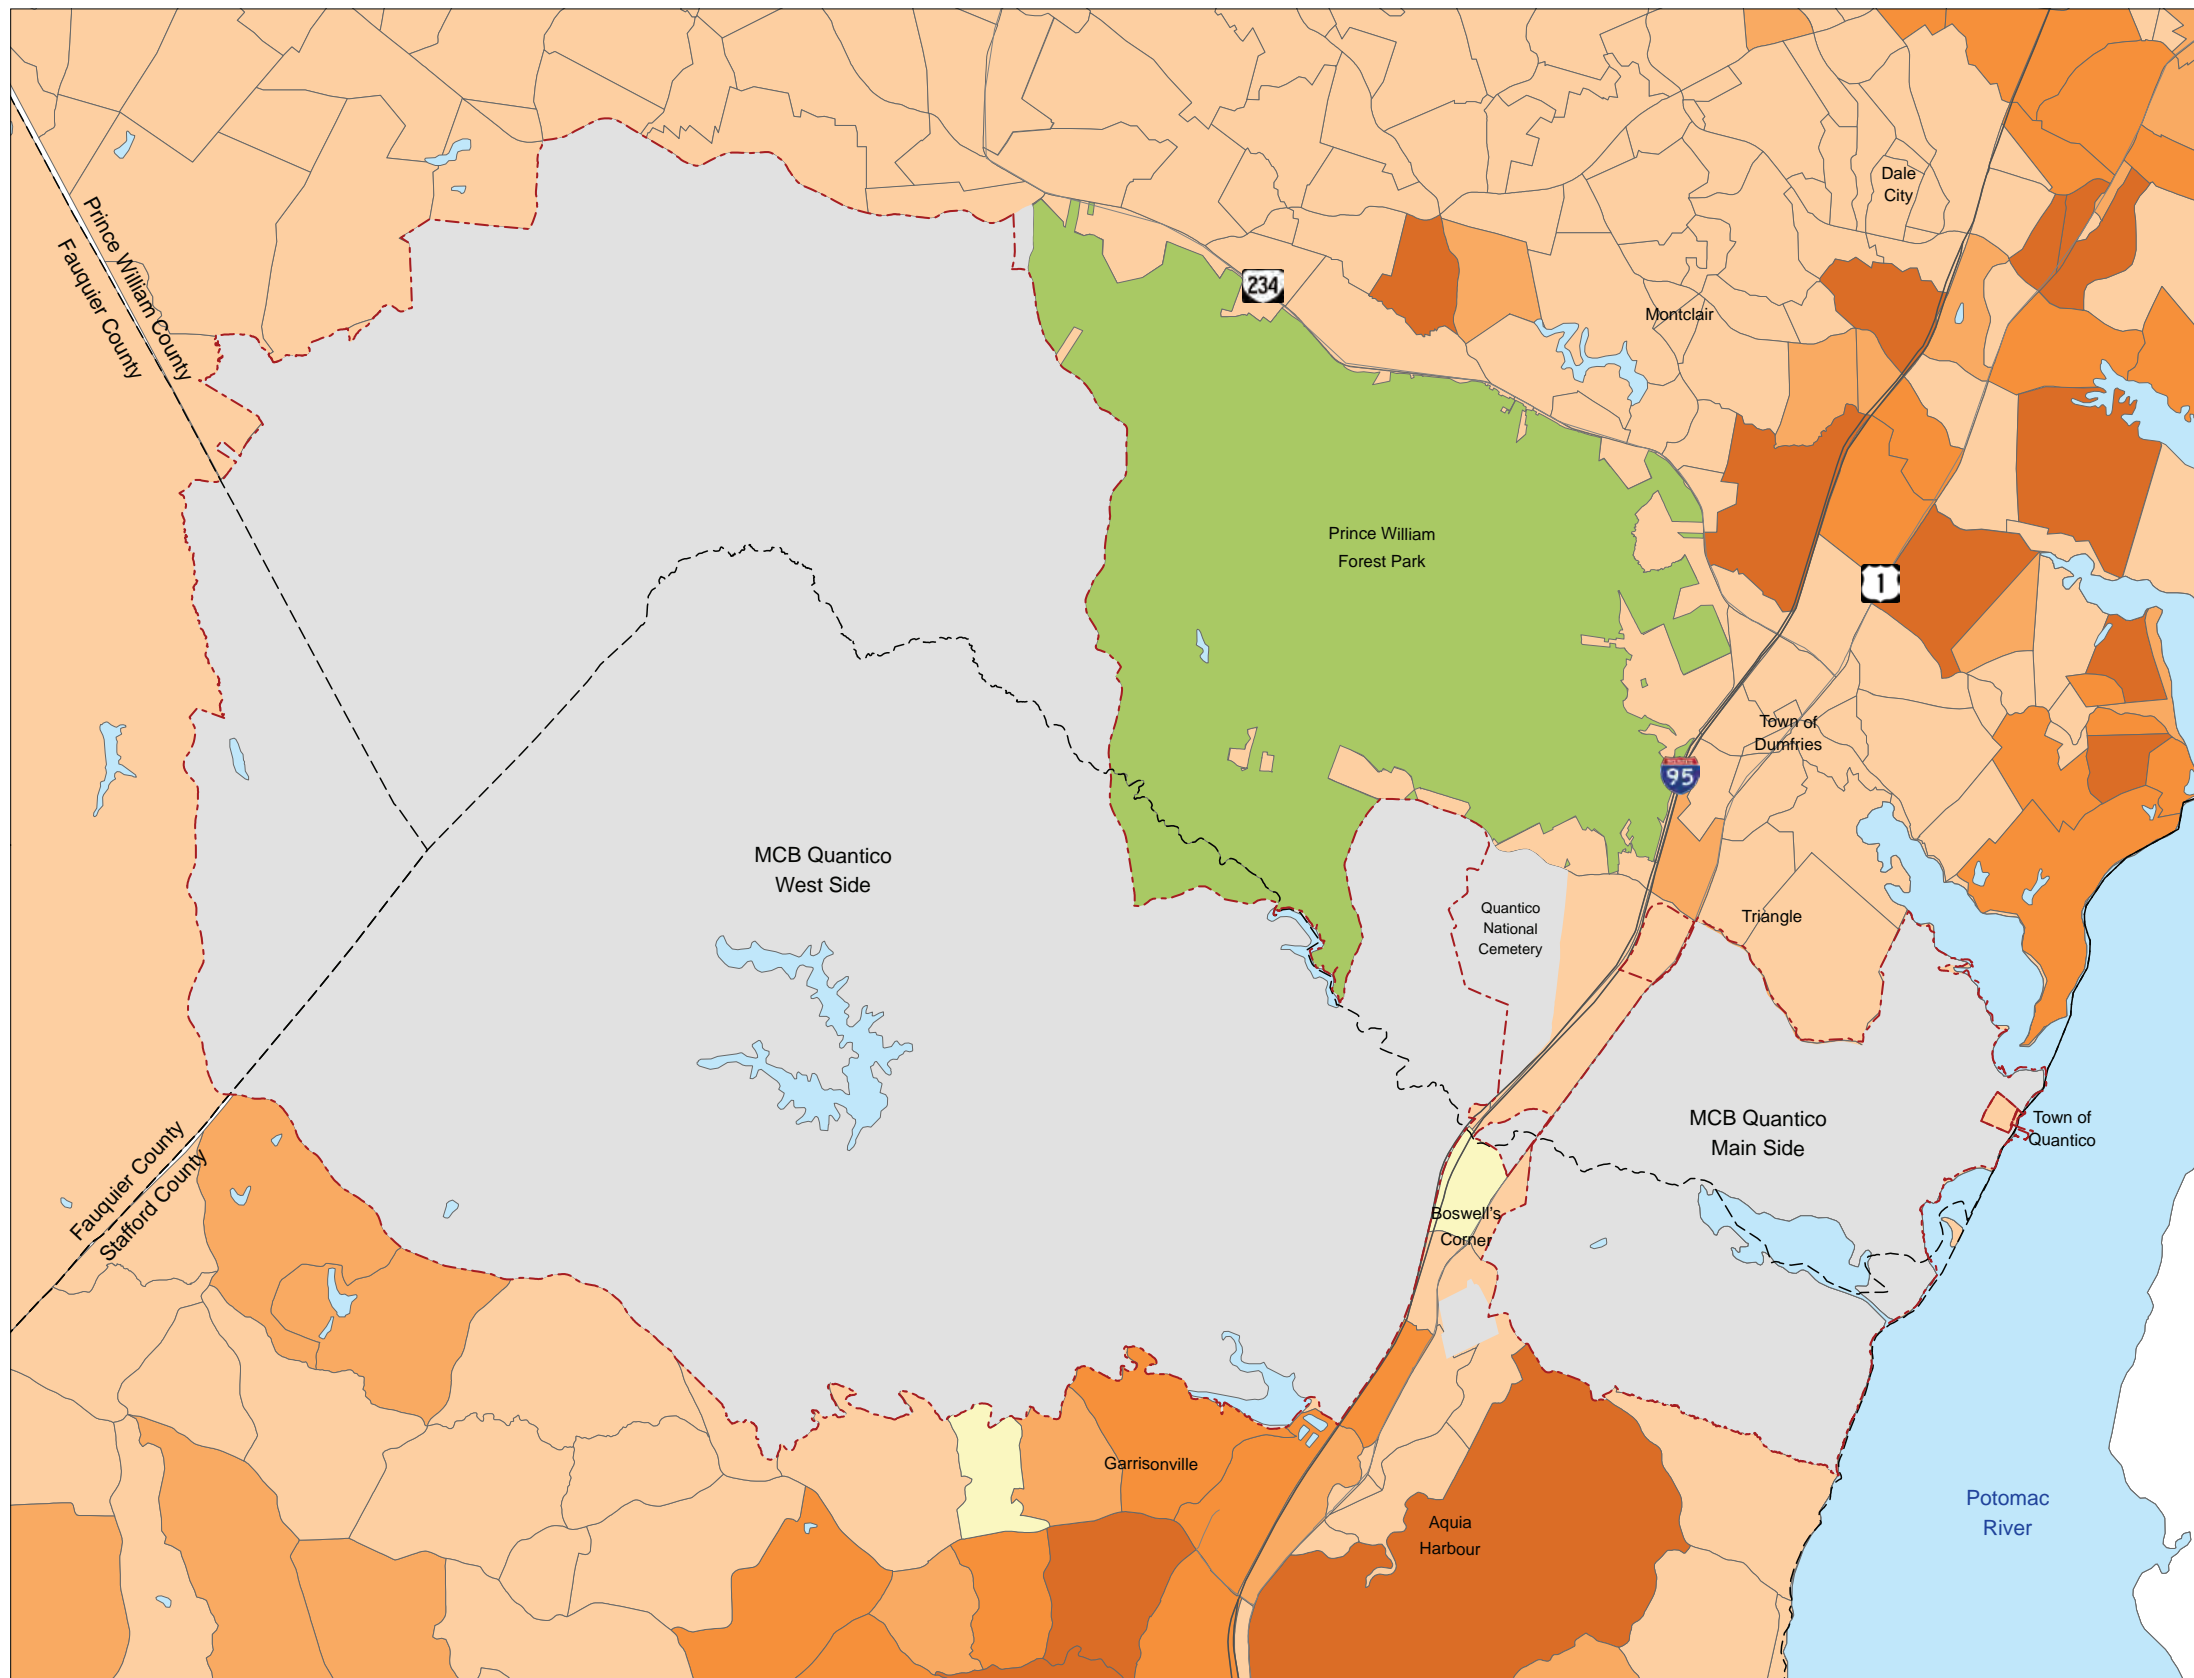 Dale
City
Prince William County
Fauquier County
234
Montclair
Prince William
Forest Park
1
Town of
Dumfries
95
MCB Quantico
West Side
Quantico
National
Cemetery
Triangle
MCB Quantico
Main Side
Town of
Quantico
Fauquier County
Stafford County
Boswell's
Corner
Garrisonville
Aquia
Harbour
Potomac
River